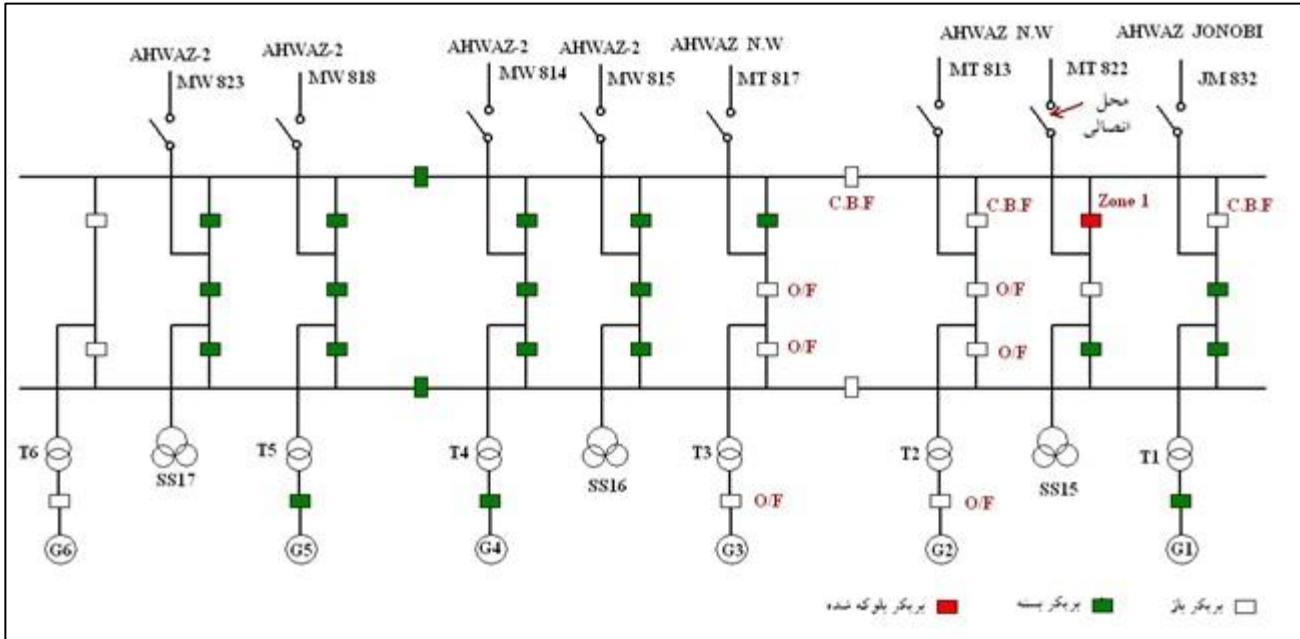 AHWAZ-2
MW 823
AHWAZ-2
MW 818
AHWAZ-2
MW 814
AHWAZ-2
MW 815
AHWAZ N.W
MT 817
AHWAZ N.W
MT 813
MT 822
AHWAZ JONOBI
JM 832
محل
اتصالی
C.B.F
C.B.F
Zone 1
C.B.F
O/F
O/F
O/F
O/F
T6
SS17
T5
T4
SS16
T3
T2
SS15
T1
O/F
O/F
G6
G5
G4
G3
G2
G1
بریکر بلوکه شده
بریکر بسته
بریکر باز